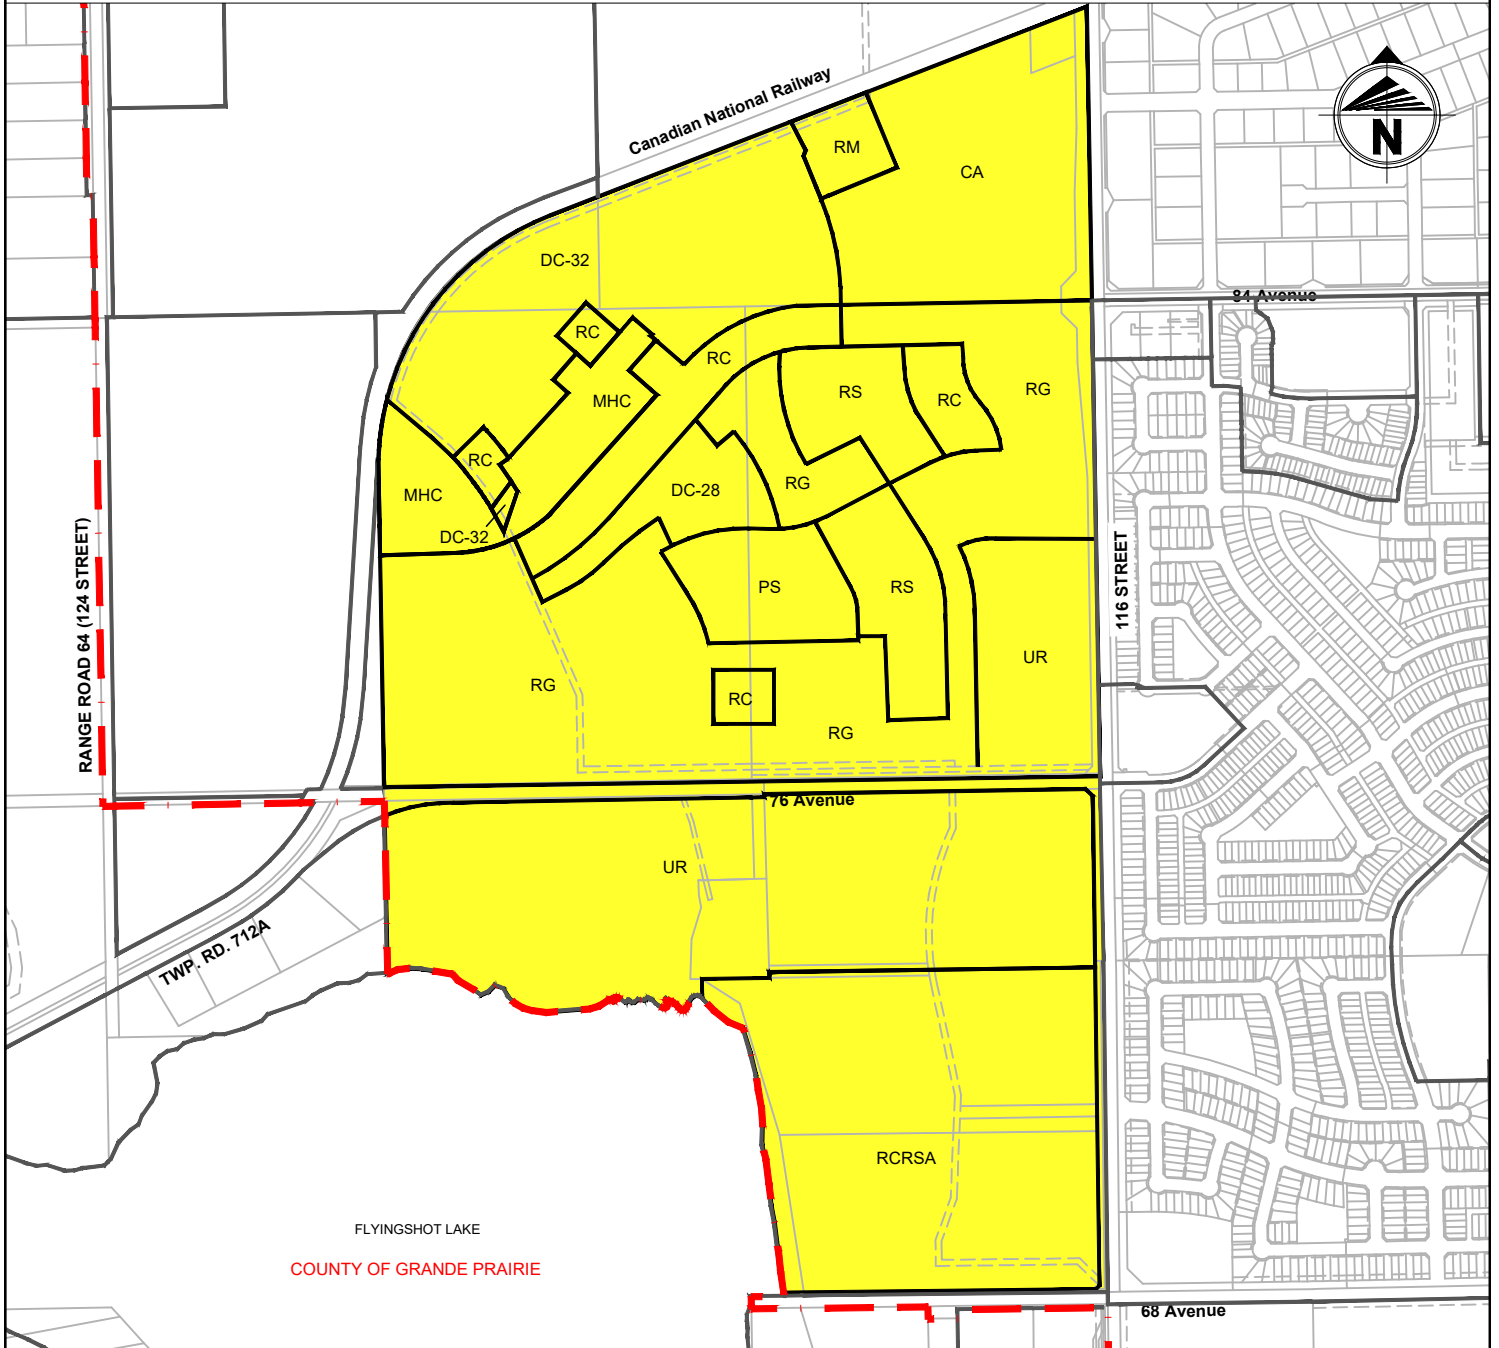 Canadian National Railway
N
RM
CA
DC-32
84 Avenue
RC
RC
MHC
RS
RC
RG
RC
MHC
DC-28
RG
DC-32
RANGE ROAD 64 (124 STREET)
116 STREET
PS
RS
UR
RG
RC
RG
76 Avenue
UR
TWP. RD. 712A
RCRSA
FLYINGSHOT LAKE
COUNTY OF GRANDE PRAIRIE
68 Avenue